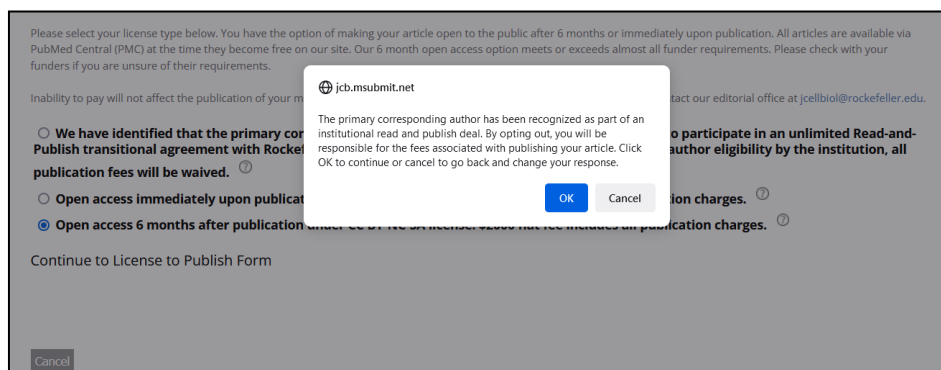 Please select your license type below. You have the option of making your article open to the public after 6 months or immediately upon publication. All articles are available via
PubMed Central (PMC) at the time they become free on our site. Our 6 month open access option meets or exceeds almost all funder requirements. Please check with your
funders if you are unsure of their requirements.
Inability to pay will not affect the publication of your m
tact our editorial office at jcellbiol@rockefeller.edu.
jcb.msubmit.net
The primary corresponding author has been recognized as part of an
institutional read and publish deal. By opting out, you will be
responsible for the fees associated with publishing your article. Click
OK to continue or cancel to go back and change your response.
OK Cancel
We have identified that the primary cor
o participate in an unlimited Read-and-
Publish transitional agreement with Rockef
author eligibility by the institution, all
publication fees will be waived. ?
Open access immediately upon publicat
tion charges. ?
Open access 6 months after publication under CC BY-NC-SA license. $2000 flat fee includes all publication charges. ?
Continue to License to Publish Form
Cancel